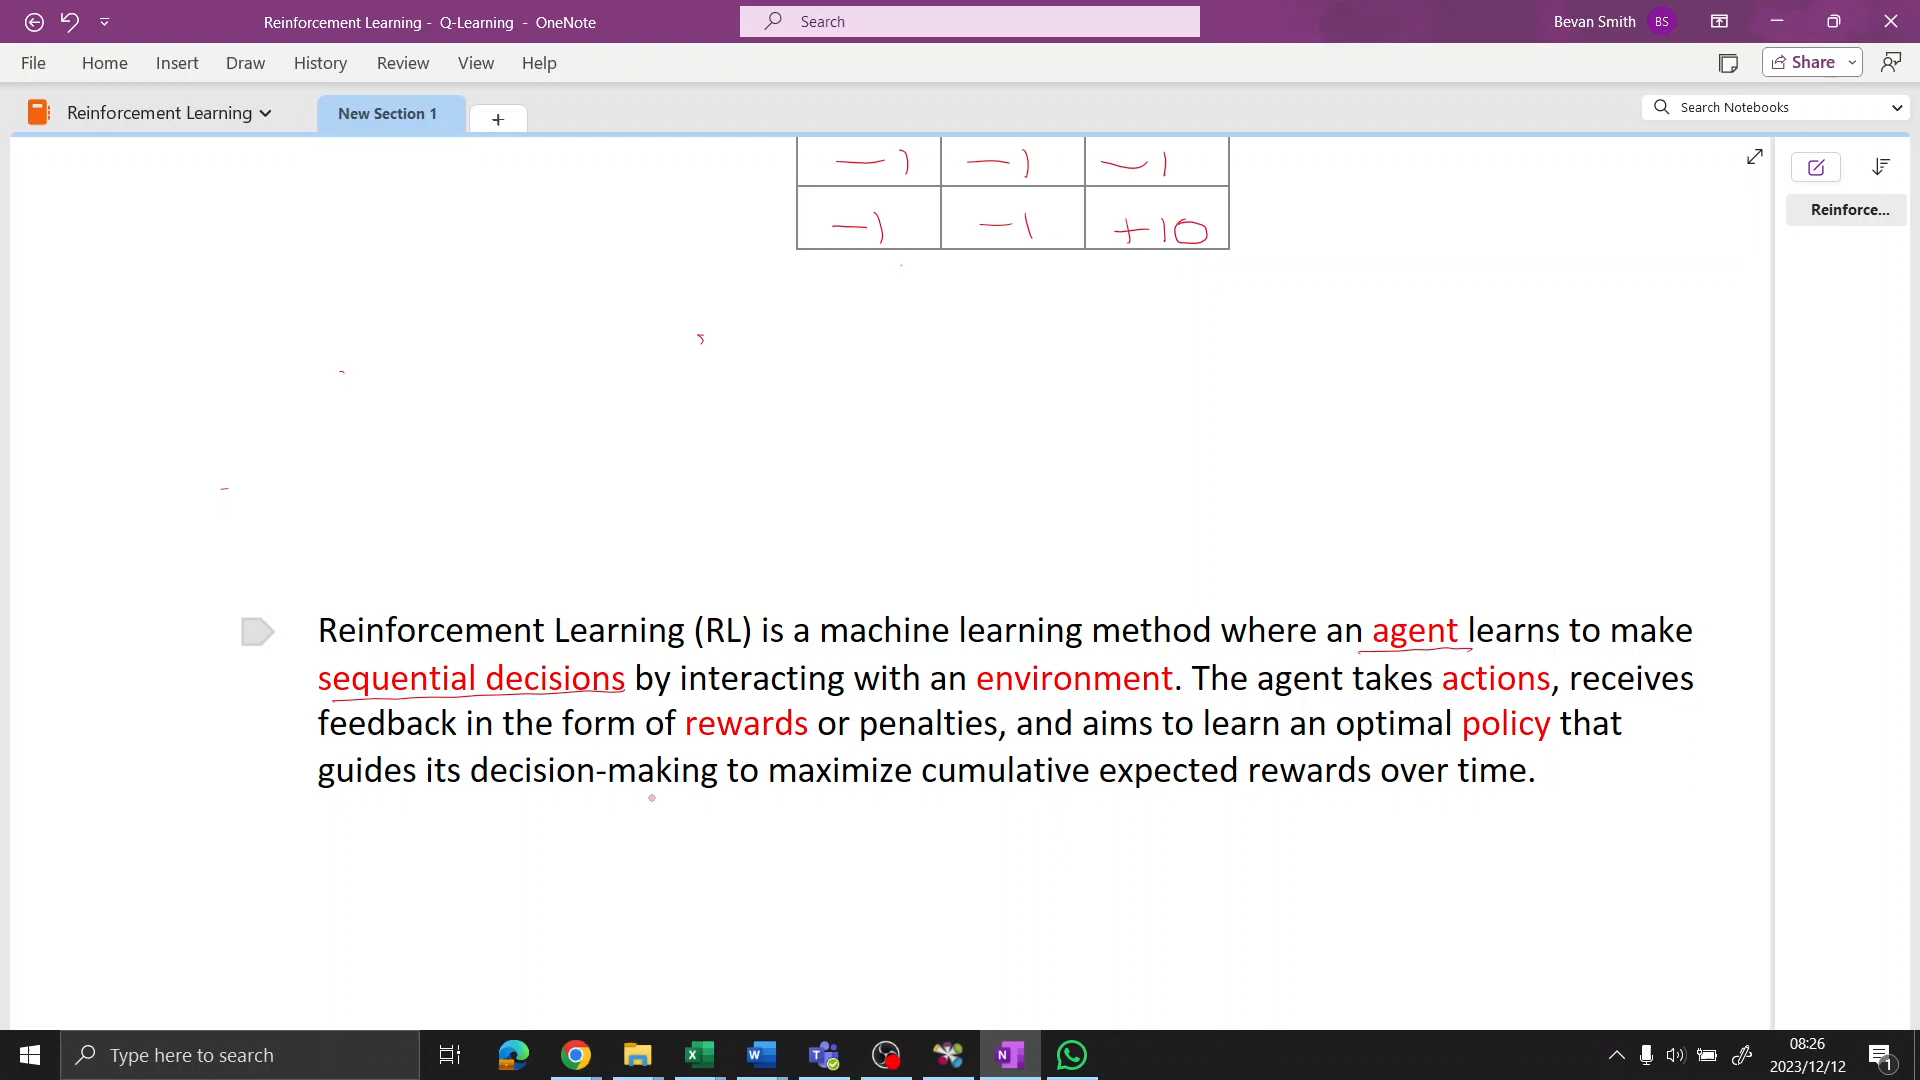 Reinforcement Learning - Q-Learning - OneNote
Search
Bevan Smith
BS
File Home Insert Draw History Review View Help
Share
Reinforcement Learning
New Section 1
+
Search Notebooks
-1 -1 -1
-1 -1 +10
Reinforce...
Reinforcement Learning (RL) is a machine learning method where an agent learns to make
sequential decisions by interacting with an environment. The agent takes actions, receives
feedback in the form of rewards or penalties, and aims to learn an optimal policy that
guides its decision-making to maximize cumulative expected rewards over time.
Type here to search
08:26
2023/12/12
1